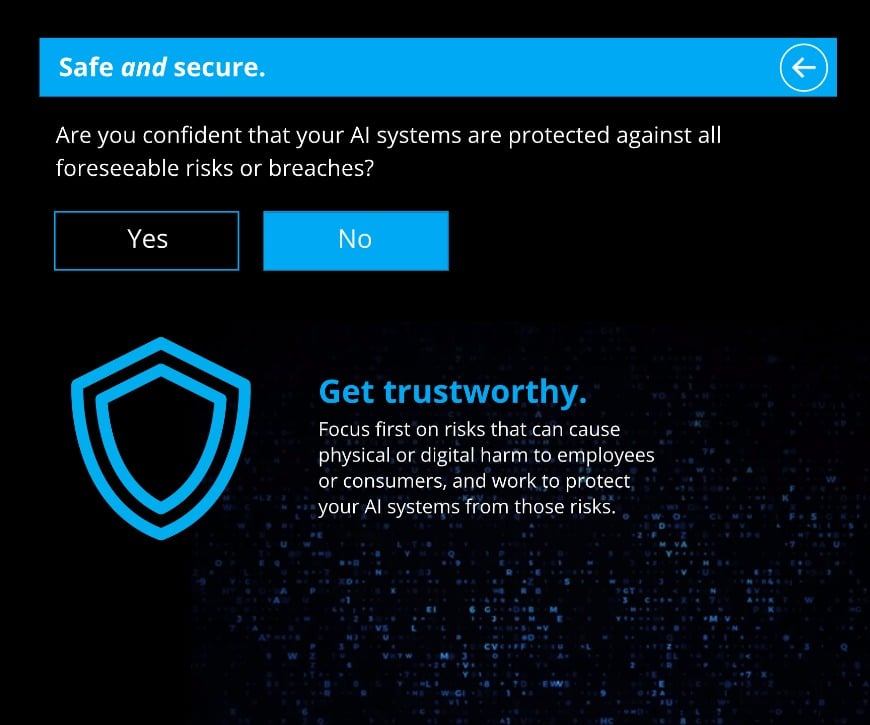 Safe and secure.
Are you confident that your AI systems are protected against all
foreseeable risks or breaches?
Yes
No
Get trustworthy.
Focus first on risks that can cause
physical or digital harm to employees
or consumers, and work to protect
your AI systems from those risks.